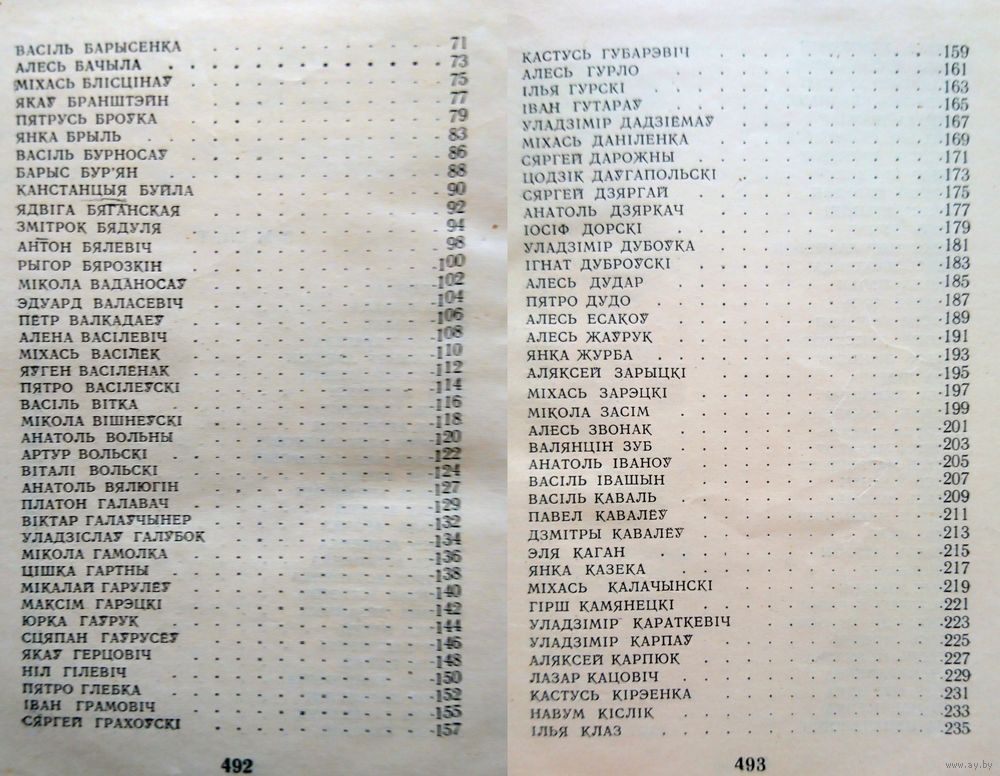 ВАСІЛЬ БАРЫСЕНКА . . . . . . . . . . 71
АЛЕСЬ БАЧЫЛА . . . . . . . . . . 73
МІХАСЬ БЛІСЦІНАЎ . . . . . . . . . . 75
ЯКАЎ БРАНШТЭЙН . . . . . . . . . . 77
ПЯТРУСЬ БРОЎКА . . . . . . . . . . 79
ЯНКА БРЫЛЬ . . . . . . . . . . 83
ВАСІЛЬ БУРНОСАЎ . . . . . . . . . . 86
БАРЫС БУР'ЯН . . . . . . . . . . 88
КАНСТАНЦЫЯ БУЙЛА . . . . . . . . . . 90
ЯДВІГА БЯГАНСКАЯ . . . . . . . . . . 92
ЗМІТРОК БЯДУЛЯ . . . . . . . . . . 94
АНТОН БЯЛЕВІЧ . . . . . . . . . . 98
РЫГОР БЯРОЗКІН . . . . . . . . . . 100
МІКОЛА ВАДАНОСАЎ . . . . . . . . . . 102
ЭДУАРД ВАЛАСЕВІЧ . . . . . . . . . . 104
ПЕТР ВАЛКАДАЕЎ . . . . . . . . . . 106
АЛЕНА ВАСІЛЕВІЧ . . . . . . . . . . 108
МІХАСЬ ВАСІЛЕК . . . . . . . . . . 110
ЯЎГЕН ВАСІЛЕНАК . . . . . . . . . . 112
ПЯТРО ВАСІЛЕЎСКІ . . . . . . . . . . 114
ВАСІЛЬ ВІТКА . . . . . . . . . . 116
МІКОЛА ВІШНЕЎСКІ . . . . . . . . . . 118
АНАТОЛЬ ВОЛЬНЫ . . . . . . . . . . 120
АРТУР ВОЛЬСКІ . . . . . . . . . . 122
ВІТАЛІ ВОЛЬСКІ . . . . . . . . . . 124
АНАТОЛЬ ВЯЛЮГІН . . . . . . . . . . 127
ПЛАТОН ГАЛАВАЧ . . . . . . . . . . 129
ВІКТАР ГАЛАЎЧЫНЕР . . . . . . . . . . 132
УЛАДЗІСЛАЎ ГАЛУБОК . . . . . . . . . . 134
МІКОЛА ГАМОЛКА . . . . . . . . . . 136
ЦІШКА ГАРТНЫ . . . . . . . . . . 138
МІКАЛАЙ ГАРУЛЕЎ . . . . . . . . . . 140
МАКСІМ ГАРЭЦКІ . . . . . . . . . . 142
ЮРКА ГАЎРУК . . . . . . . . . . 144
СЦЯПАН ГАЎРУСЕЎ . . . . . . . . . . 146
ЯКАЎ ГЕРЦОВІЧ . . . . . . . . . . 148
НІЛ ГІЛЕВІЧ . . . . . . . . . . 150
ПЯТРО ГЛЕБКА . . . . . . . . . . 152
ІВАН ГРАМОВІЧ . . . . . . . . . . 155
СЯРГЕЙ ГРАХОЎСКІ . . . . . . . . . . 157
492
КАСТУСЬ ГУБАРЭВІЧ . . . . . . . . . . 159
АЛЕСЬ ГУРЛО . . . . . . . . . . 161
ІЛЬЯ ГУРСКІ . . . . . . . . . . 163
ІВАН ГУТАРАЎ . . . . . . . . . . 165
УЛАДЗІМІР ДАДЗІЕМАЎ . . . . . . . . . . 167
МІХАСЬ ДАНІЛЕНКА . . . . . . . . . . 169
СЯРГЕЙ ДАРОЖНЫ . . . . . . . . . . 171
ЦОДЗІК ДАЎГАПОЛЬСКІ . . . . . . . . . . 173
СЯРГЕЙ ДЗЯРГАЙ . . . . . . . . . . 175
АНАТОЛЬ ДЗЯРКАЧ . . . . . . . . . . 177
ІОСІФ ДОРСКІ . . . . . . . . . . 179
УЛАДЗІМІР ДУБОЎКА . . . . . . . . . . 181
ІГНАТ ДУБРОЎСКІ . . . . . . . . . . 183
АЛЕСЬ ДУДАР . . . . . . . . . . 185
ПЯТРО ДУДО . . . . . . . . . . 187
АЛЕСЬ ЕСАКОЎ . . . . . . . . . . 189
АЛЕСЬ ЖАЎРУК . . . . . . . . . . 191
ЯНКА ЖУРБА . . . . . . . . . . 193
АЛЯКСЕЙ ЗАРЫЦКІ . . . . . . . . . . 195
МІХАСЬ ЗАРЭЦКІ . . . . . . . . . . 197
МІКОЛА ЗАСІМ . . . . . . . . . . 199
АЛЕСЬ ЗВОНАК . . . . . . . . . . 201
ВАЛЯНЦІН ЗУБ . . . . . . . . . . 203
АНАТОЛЬ ІВАНОЎ . . . . . . . . . . 205
ВАСІЛЬ ІВАШЫН . . . . . . . . . . 207
ВАСІЛЬ КАВАЛЬ . . . . . . . . . . 209
ПАВЕЛ КАВАЛЕЎ . . . . . . . . . . 211
ДЗМІТРЫ КАВАЛЕЎ . . . . . . . . . . 213
ЭЛЯ КАГАН . . . . . . . . . . 215
ЯНКА КАЗЕКА . . . . . . . . . . 217
МІХАСЬ КАЛАЧЫНСКІ . . . . . . . . . . 219
ГІРШ КАМЯНЕЦКІ . . . . . . . . . . 221
УЛАДЗІМІР КАРАТКЕВІЧ . . . . . . . . . . 223
УЛАДЗІМІР КАРПАЎ . . . . . . . . . . 225
АЛЯКСЕЙ КАРПЮК . . . . . . . . . . 227
ЛАЗАР КАЦОВІЧ . . . . . . . . . . 229
КАСТУСЬ КІРЭЕНКА . . . . . . . . . . 231
НАВУМ КІСЛІК . . . . . . . . . . 233
ІЛЬЯ КЛАЗ . . . . . . . . . . 235
493
www.ay.by